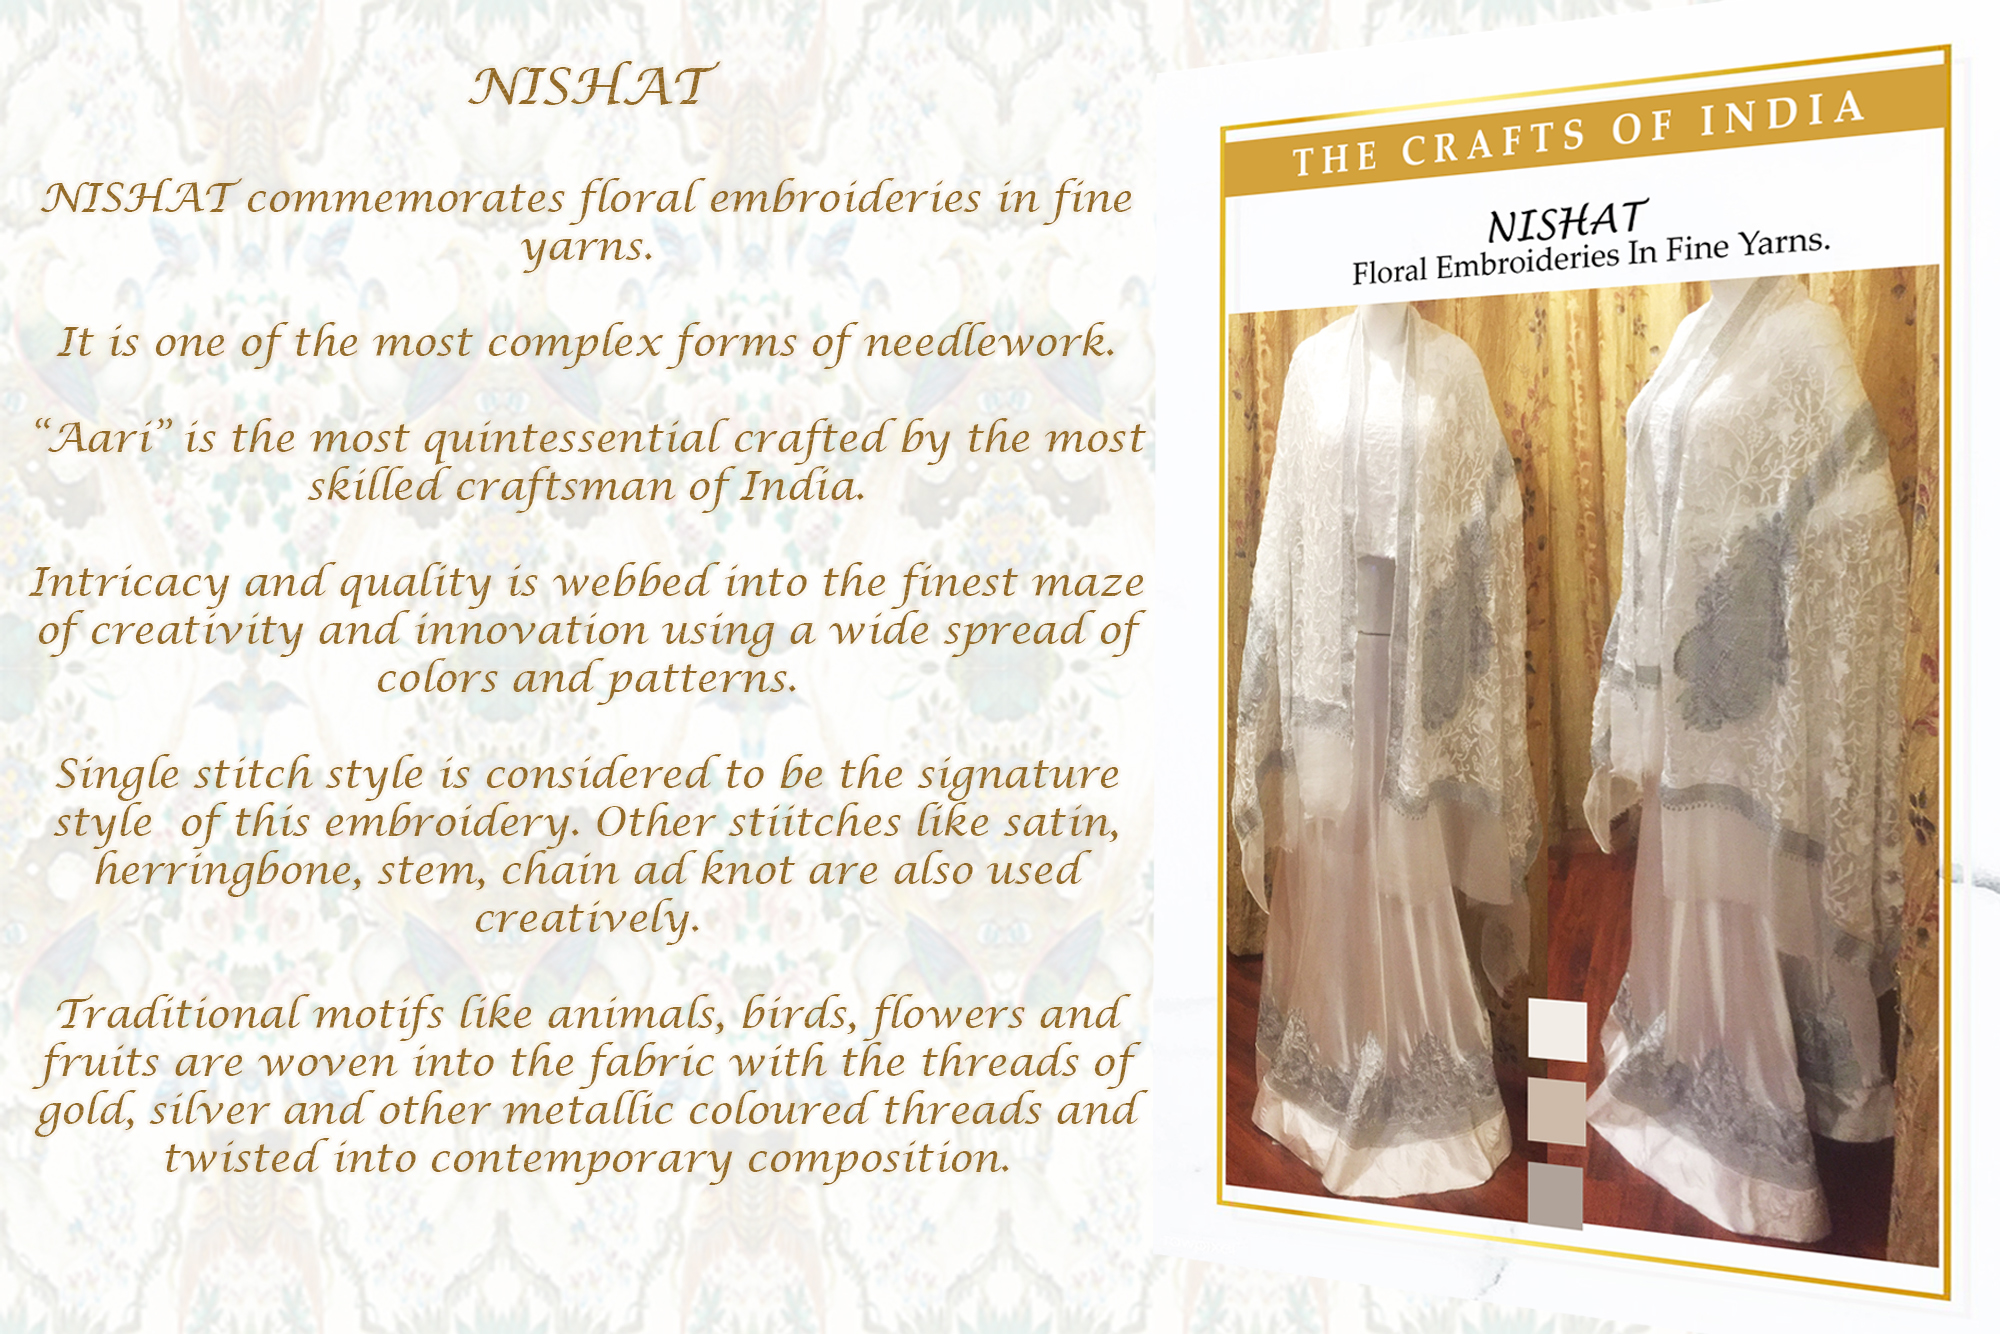 NISHAT
NISHAT commemorates floral embroideries in fine
yarns.
It is one of the most complex forms of needlework.
“Aari” is the most quintessential crafted by the most
skilled craftsman of India.
Intricacy and quality is webbed into the finest maze
of creativity and innovation using a wide spread of
colors and patterns.
Single stitch style is considered to be the signature
style  of this embroidery. Other stiitches like satin,
herringbone, stem, chain ad knot are also used
creatively.
Traditional motifs like animals, birds, flowers and
fruits are woven into the fabric with the threads of
gold, silver and other metallic coloured threads and
twisted into contemporary composition.
THE CRAFTS OF INDIA
NISHAT
Floral Embroideries In Fine Yarns.